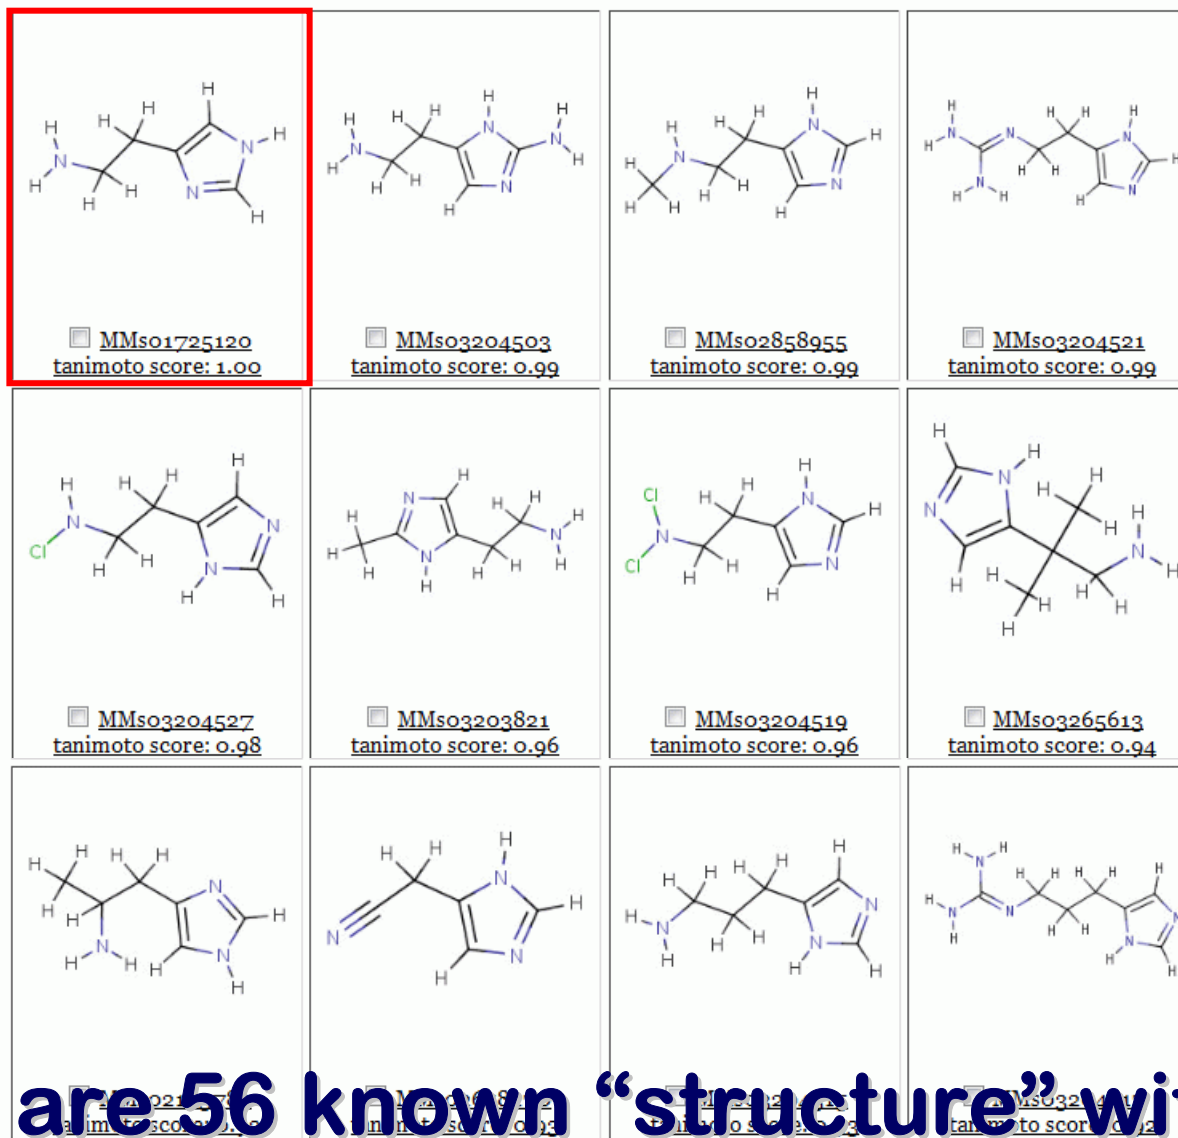 MMs01725120
tanimoto score: 1.00
MMs03204503
tanimoto score: 0.99
MMs02858955
tanimoto score: 0.99
MMs03204521
tanimoto score: 0.99
MMs03204527
tanimoto score: 0.98
MMs03203821
tanimoto score: 0.96
MMs03204519
tanimoto score: 0.96
MMs03265613
tanimoto score: 0.94
are 56 known “structure” wi